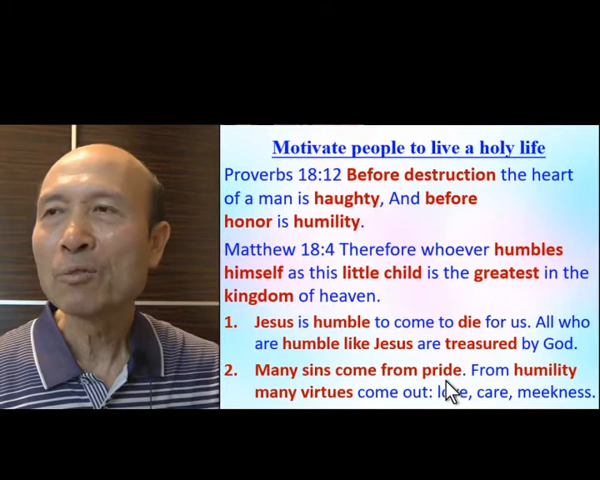 Motivate people to live a holy life
Proverbs 18:12 Before destruction the heart
of a man is haughty, And before
honor is humility.
Matthew 18:4 Therefore whoever humbles
himself as this little child is the greatest in the
kingdom of heaven.
1. Jesus is humble to come to die for us. All who
are humble like Jesus are treasured by God.
2. Many sins come from pride. From humility
many virtues come out: love, care, meekness.